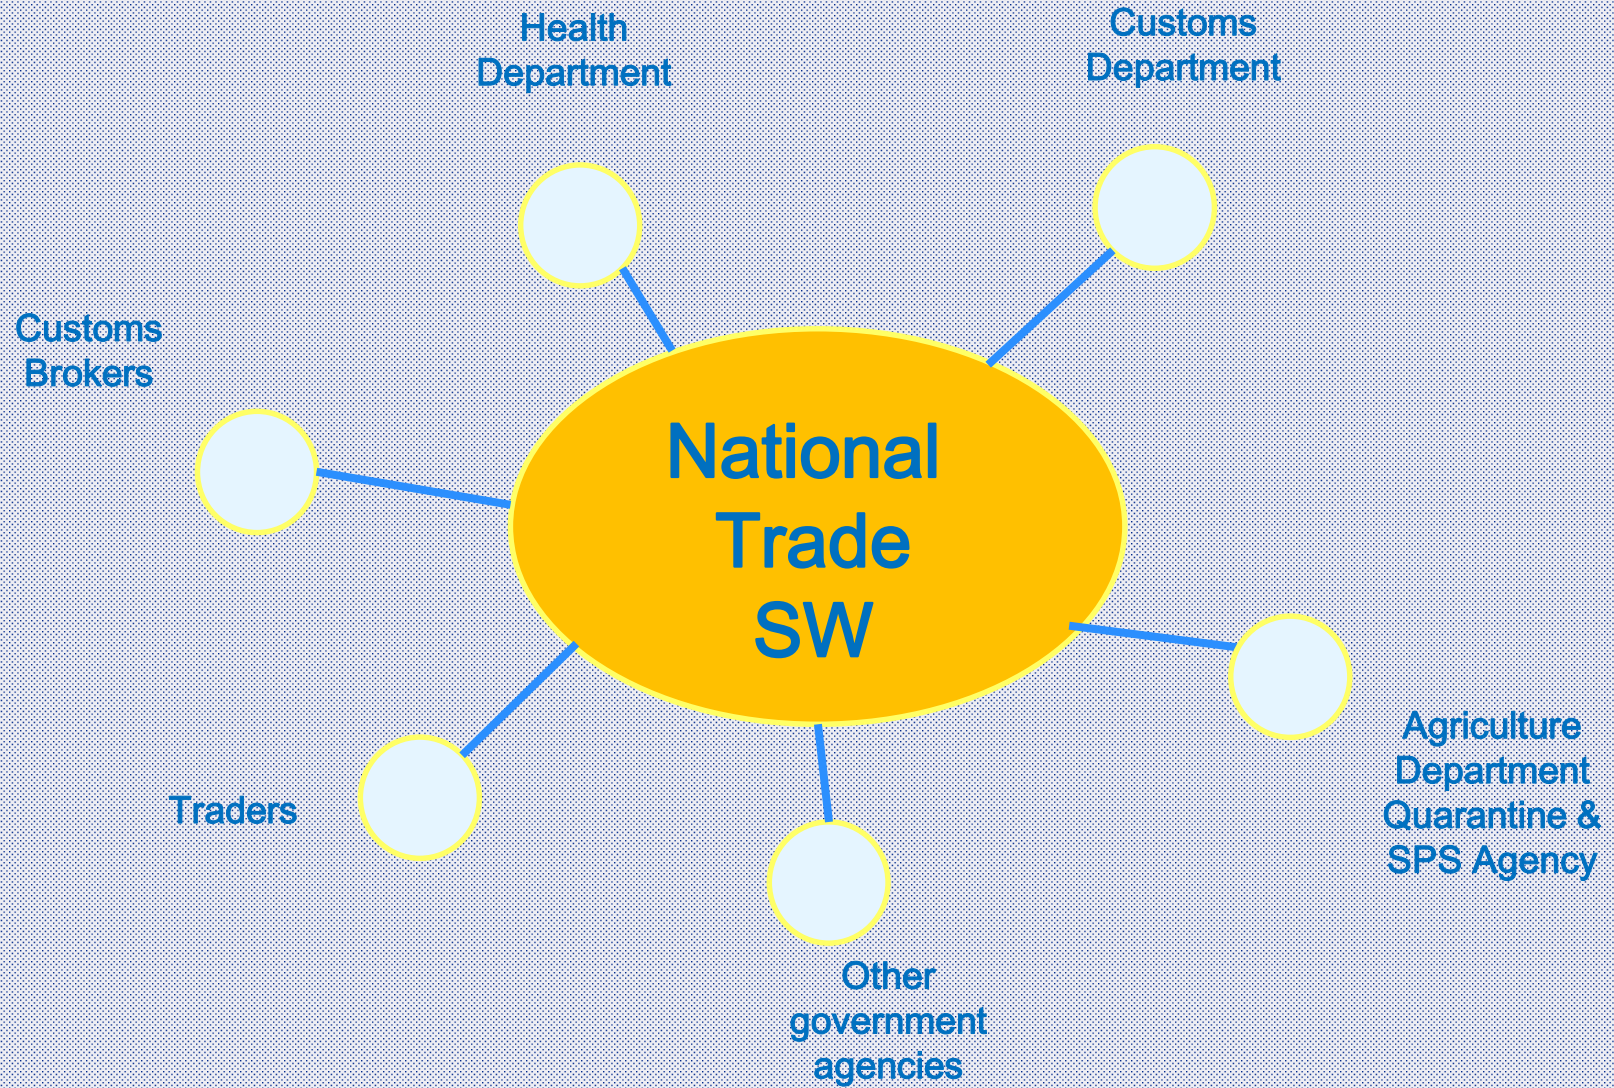 Health
Department
Customs
Department
Customs
Brokers
National
Trade
SW
Agriculture
Department
Quarantine &
SPS Agency
Traders
Other
government
agencies